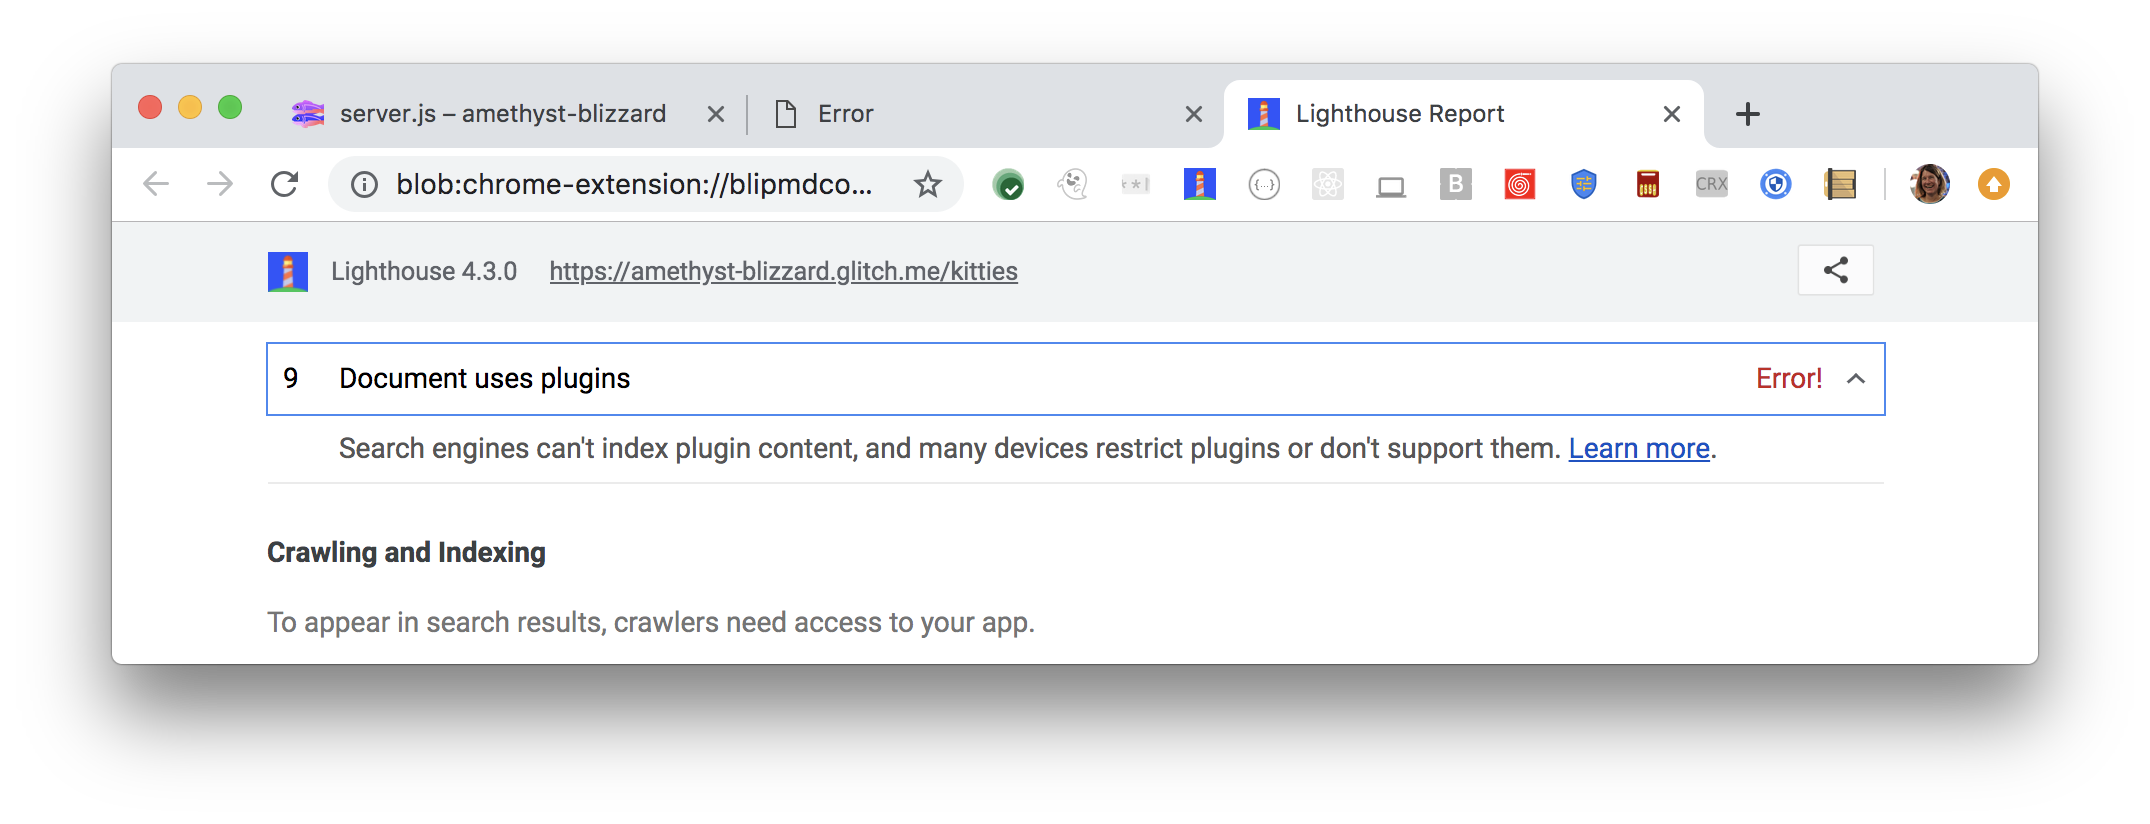 server.js – amethyst-blizzard
Error
Lighthouse Report
blob:chrome-extension://blipmdco...
{...}
B
CRX
Lighthouse 4.3.0 https://amethyst-blizzard.glitch.me/kitties
9 Document uses plugins Error!
Search engines can't index plugin content, and many devices restrict plugins or don't support them. Learn more.
Crawling and Indexing
To appear in search results, crawlers need access to your app.